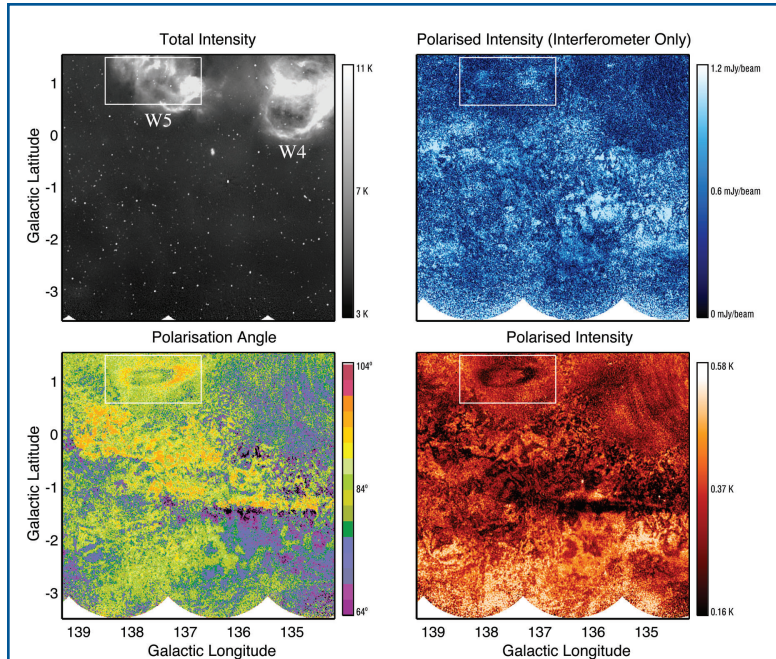 Total Intensity
Polarised Intensity (Interferometer Only)
Galactic Latitude
1
0
-1
-2
-3
W5
W4
11 K
7 K
3 K
1.2 mJy/beam
0.6 mJy/beam
0 mJy/beam
Polarisation Angle
Polarised Intensity
Galactic Latitude
1
0
-1
-2
-3
104°
84°
64°
0.58 K
0.37 K
0.16 K
139 138 137 136 135
139 138 137 136 135
Galactic Longitude
Galactic Longitude